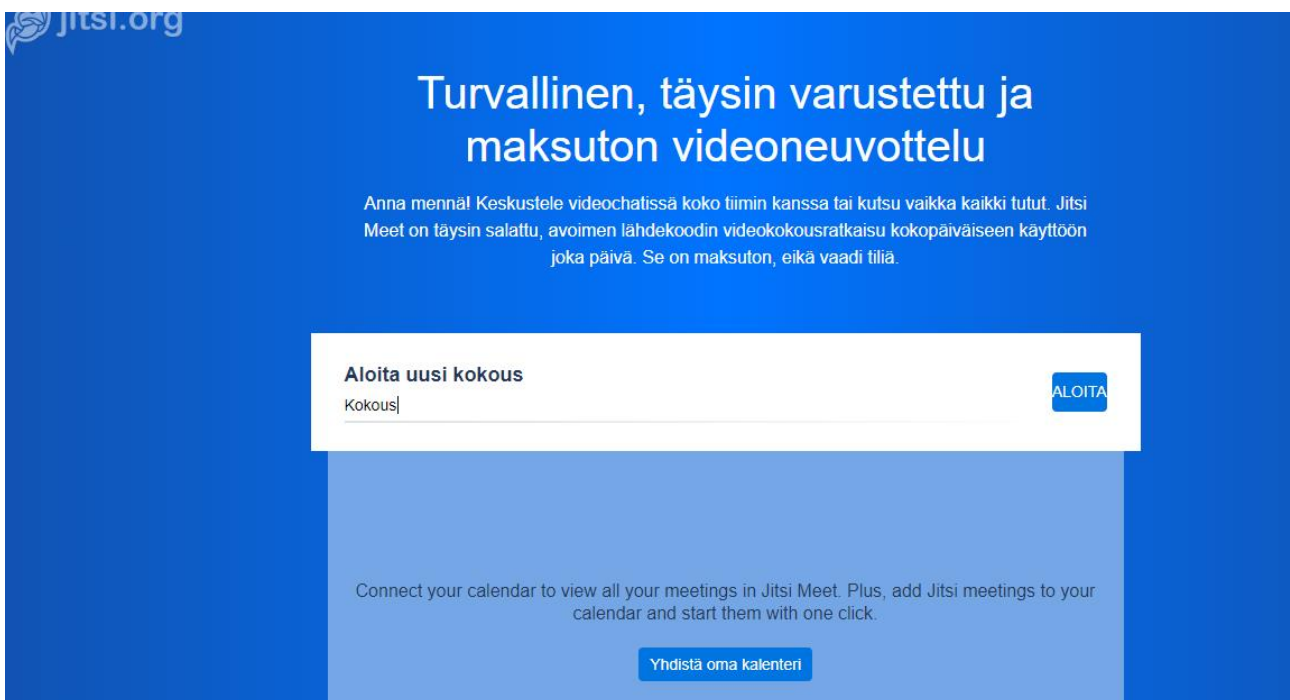 jitsi.org
Turvallinen, täysin varustettu ja
maksuton videoneuvottelu
Anna mennä! Keskustele videochatissä koko tiimin kanssa tai kutsu vaikka kaikki tutut. Jitsi
Meet on täysin salattu, avoimen lähdekoodin videokokousratkaisu kokopäiväiseen käyttöön
joka päivä. Se on maksuton, eikä vaadi tiliä.
Aloita uusi kokous
Kokous
ALOITA
Connect your calendar to view all your meetings in Jitsi Meet. Plus, add Jitsi meetings to your
calendar and start them with one click.
Yhdistä oma kalenteri